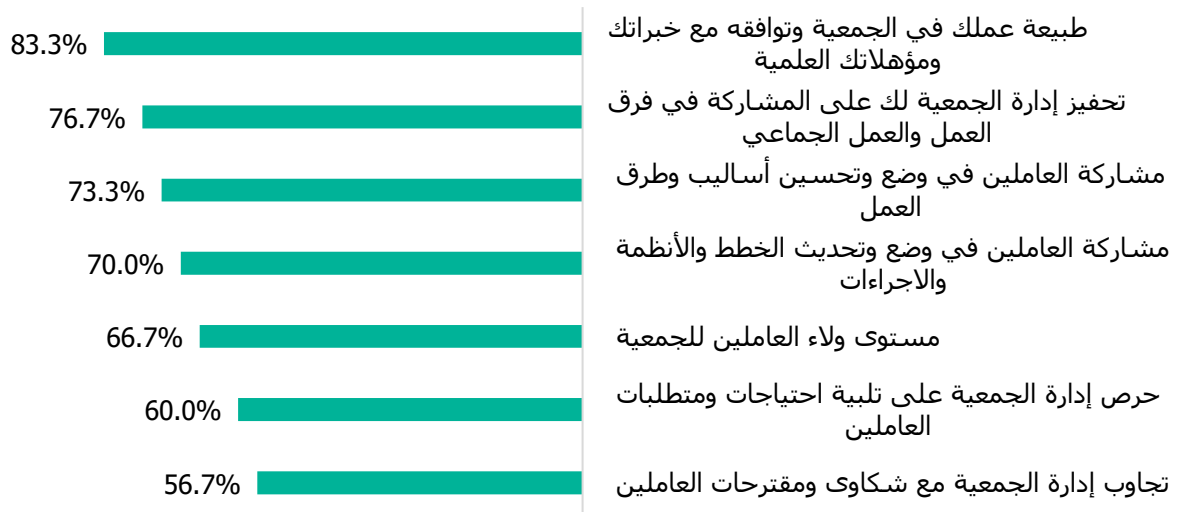 طبيعة عملك في الجمعية وتوافقه مع خبراتك
ومؤهلاتك العلمية
83.3%
تحفيز إدارة الجمعية لك على المشاركة في فرق
العمل والعمل الجماعي
76.7%
مشاركة العاملين في وضع وتحسين أساليب وطرق
العمل
73.3%
مشاركة العاملين في وضع وتحديث الخطط والأنظمة
والاجراءات
70.0%
مستوى ولاء العاملين للجمعية
66.7%
حرص إدارة الجمعية على تلبية احتياجات ومتطلبات
العاملين
60.0%
تجاوب إدارة الجمعية مع شكاوى ومقترحات العاملين
56.7%